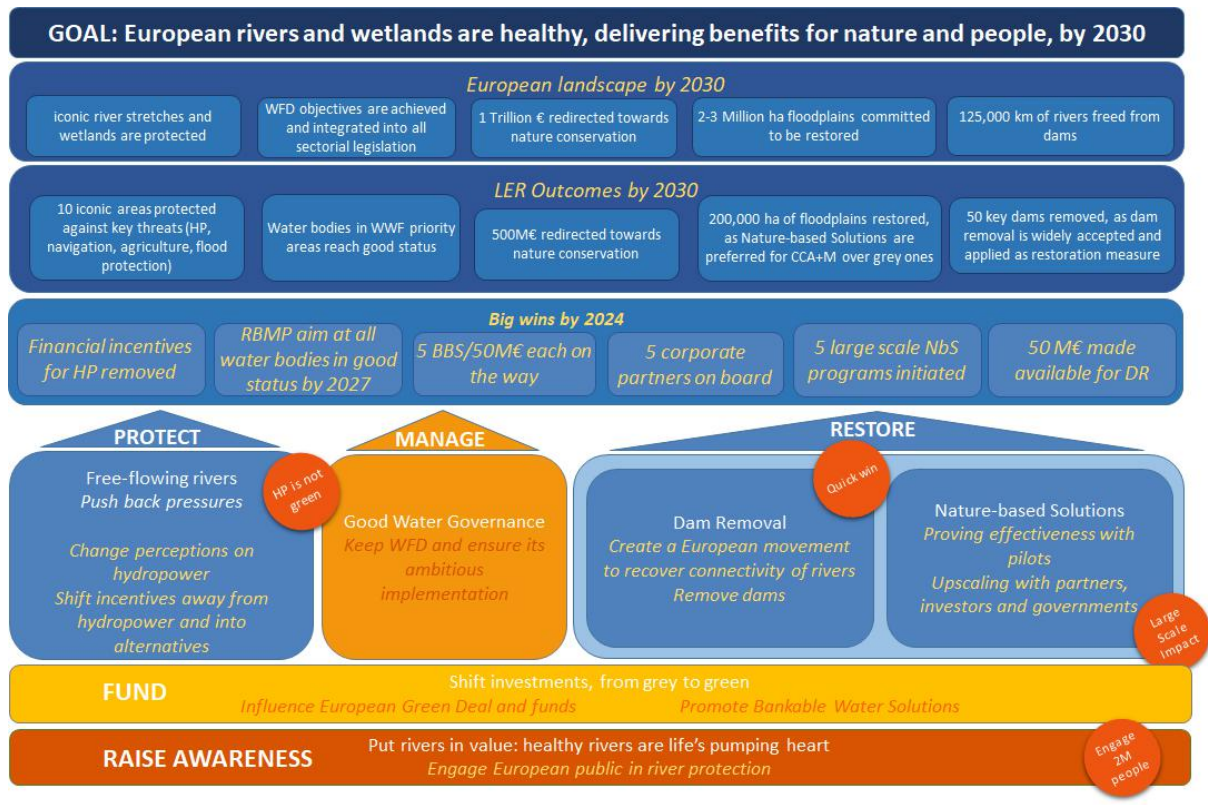 GOAL: European rivers and wetlands are healthy, delivering benefits for nature and people, by 2030
European landscape by 2030
iconic river stretches and
wetlands are protected
WFD objectives are achieved
and integrated into all
sectorial legislation
1 Trillion € redirected towards
nature conservation
2-3 Million ha floodplains committed
to be restored
125,000 km of rivers freed from
dams
LER Outcomes by 2030
10 iconic areas protected
against key threats (HP,
navigation, agriculture, flood
protection)
Water bodies in WWF priority
areas reach good status
500M€ redirected towards
nature conservation
200,000 ha of floodplains restored,
as Nature-based Solutions are
preferred for CCA+M over grey ones
50 key dams removed, as dam
removal is widely accepted and
applied as restoration measure
Big wins by 2024
Financial incentives
for HP removed
RBMP aim at all
water bodies in good
status by 2027
5 BBS/50M€ each on
the way
5 corporate
partners on board
5 large scale NbS
programs initiated
50 M€ made
available for DR
PROTECT
Free-flowing rivers
Push back pressures
Change perceptions on
hydropower
Shift incentives away from
hydropower and into
alternatives
HP is not
green
MANAGE
Good Water Governance
Keep WFD and ensure its
ambitious
implementation
RESTORE
Quick win
Dam Removal
Create a European movement
to recover connectivity of rivers
Remove dams
Nature-based Solutions
Proving effectiveness with
pilots
Upscaling with partners,
investors and governments
Large
Scale
Impact
FUND
Shift investments, from grey to green
Influence European Green Deal and funds
Promote Bankable Water Solutions
RAISE AWARENESS
Put rivers in value: healthy rivers are life's pumping heart
Engage European public in river protection
Engage
2M
people